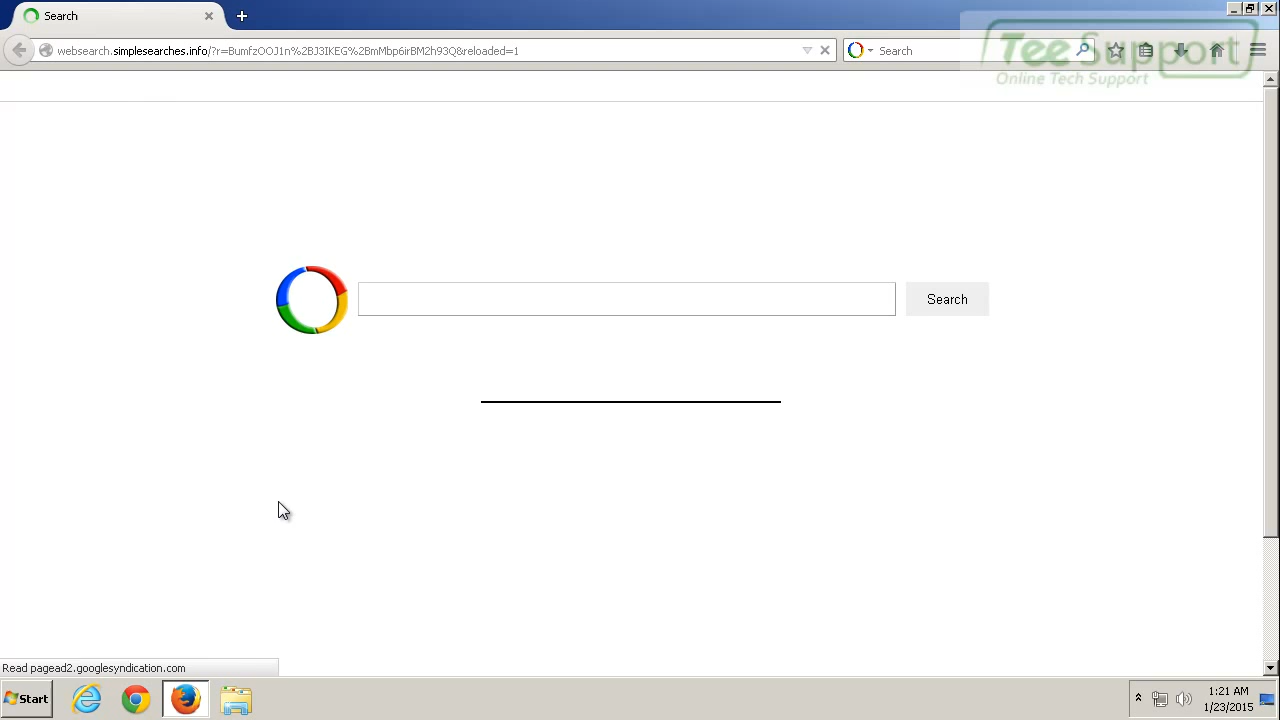 Search
websearch.simplesearches.info/?r=BumfzOOJ1n%2BJ3IKEG%2BmMbp6irBM2h93Q&reloaded=1
Search
Tee Support
Online Tech Support
Search
Read pagead2.googlesyndication.com
Start
1:21 AM
1/23/2015